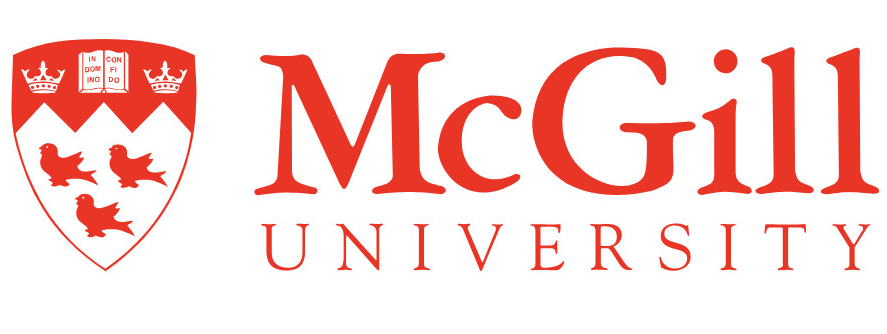 IN
DOM
INO
CON
FI
DO
McGill
UNIVERSITY